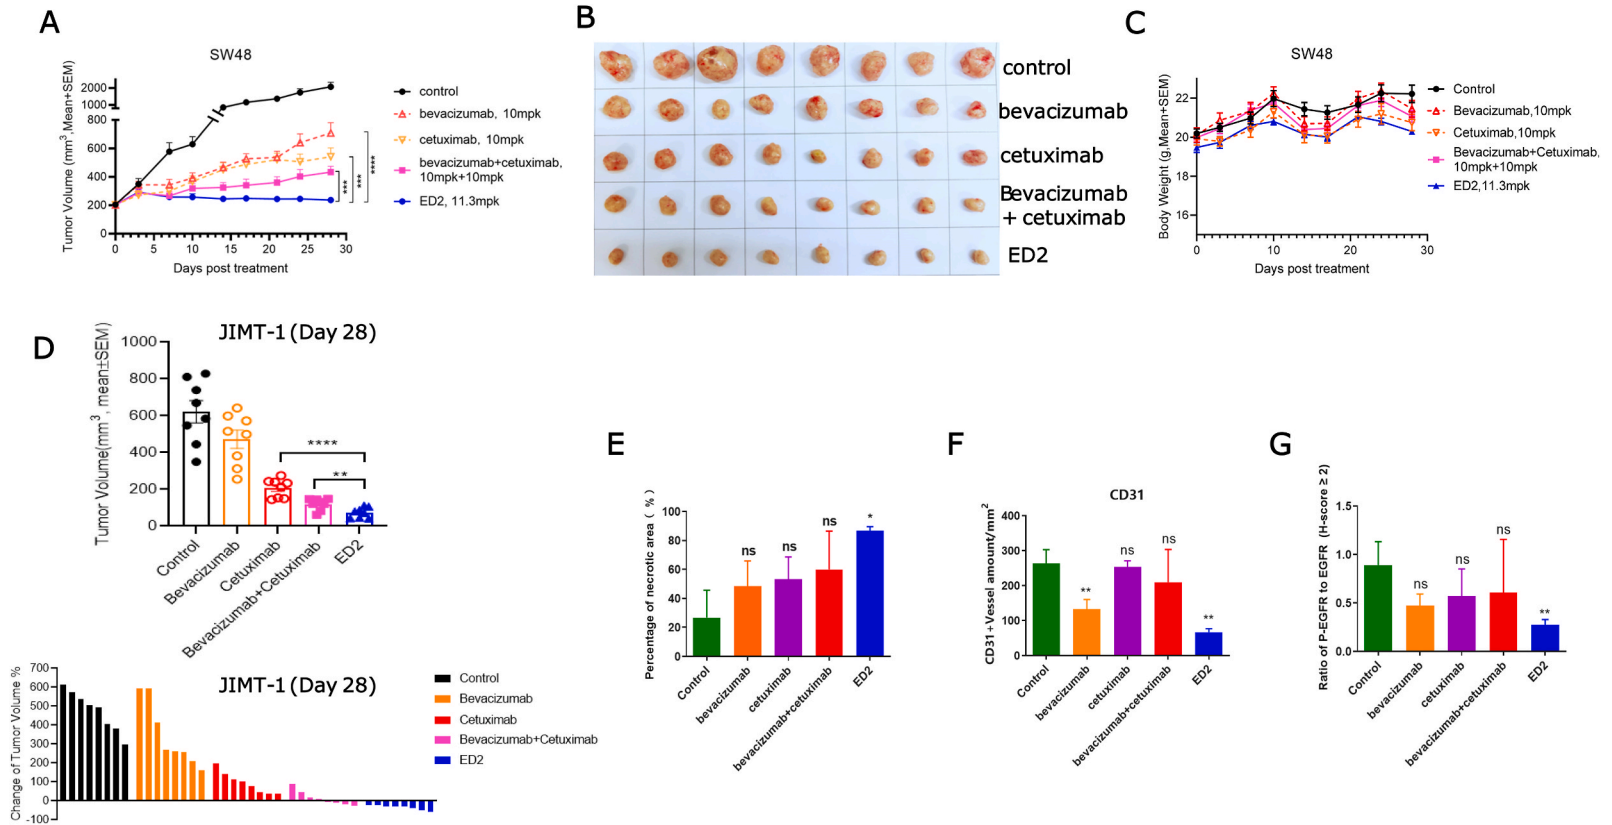 A
SW48
Tumor Volume (mm3,Mean+SEM)
2000
1000
800
600
400
200
0
0
5
10
15
20
25
30
Days post treatment
control
bevacizumab, 10mpk
cetuximab, 10mpk
bevacizumab+cetuximab,
10mpk+10mpk
ED2, 11.3mpk
***
***
****
B
control
bevacizumab
cetuximab
Bevacizumab
+ cetuximab
ED2
C
SW48
Body Weight (g,Mean+SEM)
22
20
18
16
0
10
20
30
Days post treatment
Control
Bevacizumab,10mpk
Cetuximab,10mpk
Bevacizumab+Cetuximab,
10mpk+10mpk
ED2,11.3mpk
D
JIMT-1 (Day 28)
Tumor Volume(mm3, mean±SEM)
1000
800
600
400
200
0
****
**
Control
Bevacizumab
Cetuximab
Bevacizumab+Cetuximab
ED2
JIMT-1 (Day 28)
Change of Tumor Volume %
700
600
500
400
300
200
100
0
-100
Control
Bevacizumab
Cetuximab
Bevacizumab+Cetuximab
ED2
E
Percentage of necrotic area ( % )
100
80
60
40
20
0
ns
ns
ns
*
Control
bevacizumab
cetuximab
bevacizumab+cetuximab
ED2
F
CD31
CD31+Vessel amount/mm2
400
300
200
100
0
**
ns
ns
**
Control
bevacizumab
cetuximab
bevacizumab+cetuximab
ED2
G
Ratio of P-EGFR to EGFR (H-score ≥ 2)
1.5
1.0
0.5
0.0
ns
ns
ns
**
Control
bevacizumab
cetuximab
bevacizumab+cetuximab
ED2